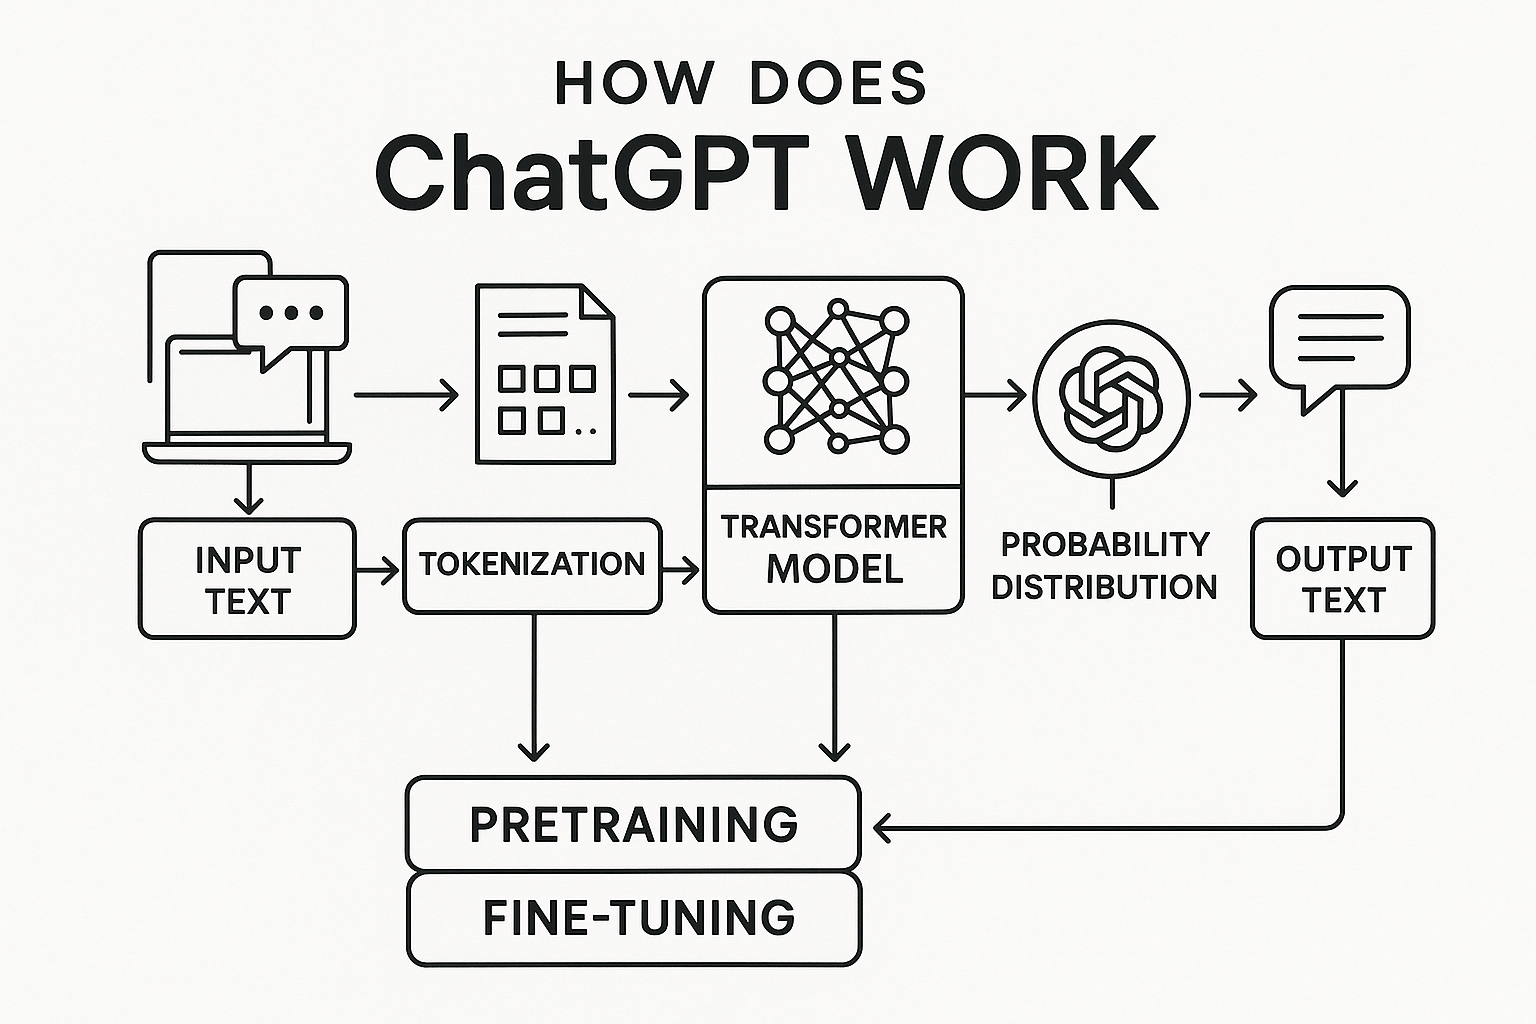 HOW DOES
ChatGPT WORK
INPUT
TEXT
TOKENIZATION
TRANSFORMER
MODEL
PROBABILITY
DISTRIBUTION
OUTPUT
TEXT
PRETRAINING
FINE-TUNING